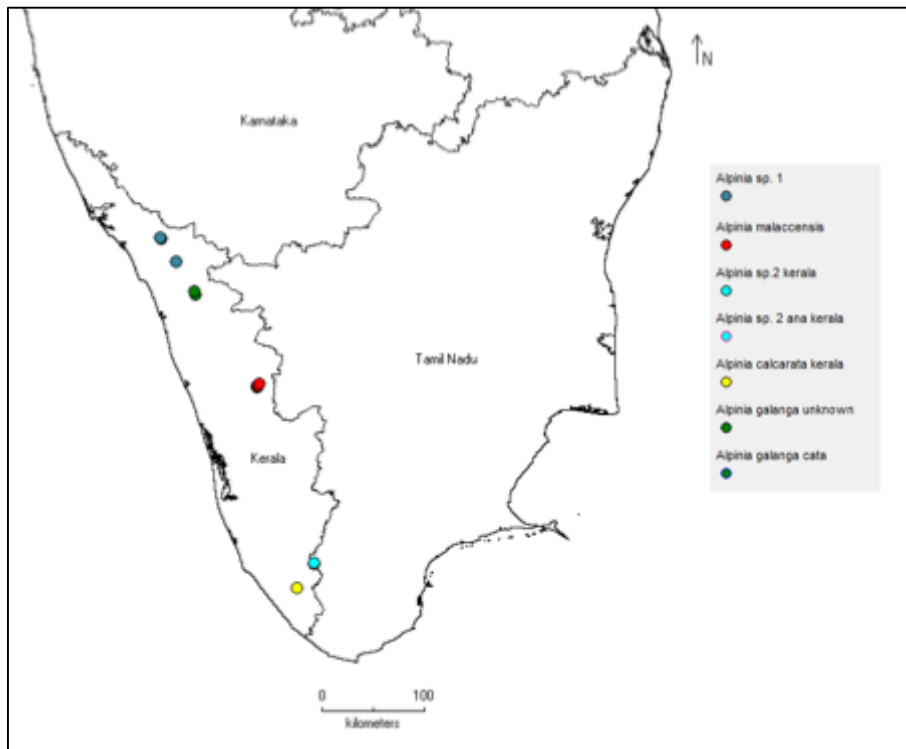 N
Karnataka
Alpinia sp. 1
Alpinia malaccensis
Alpinia sp.2 kerala
Alpinia sp. 2 ana kerala
Tamil Nadu
Alpinia calcarata kerala
Alpinia galanga unknown
Kerala
Alpinia galanga cata
0 100
kilometers